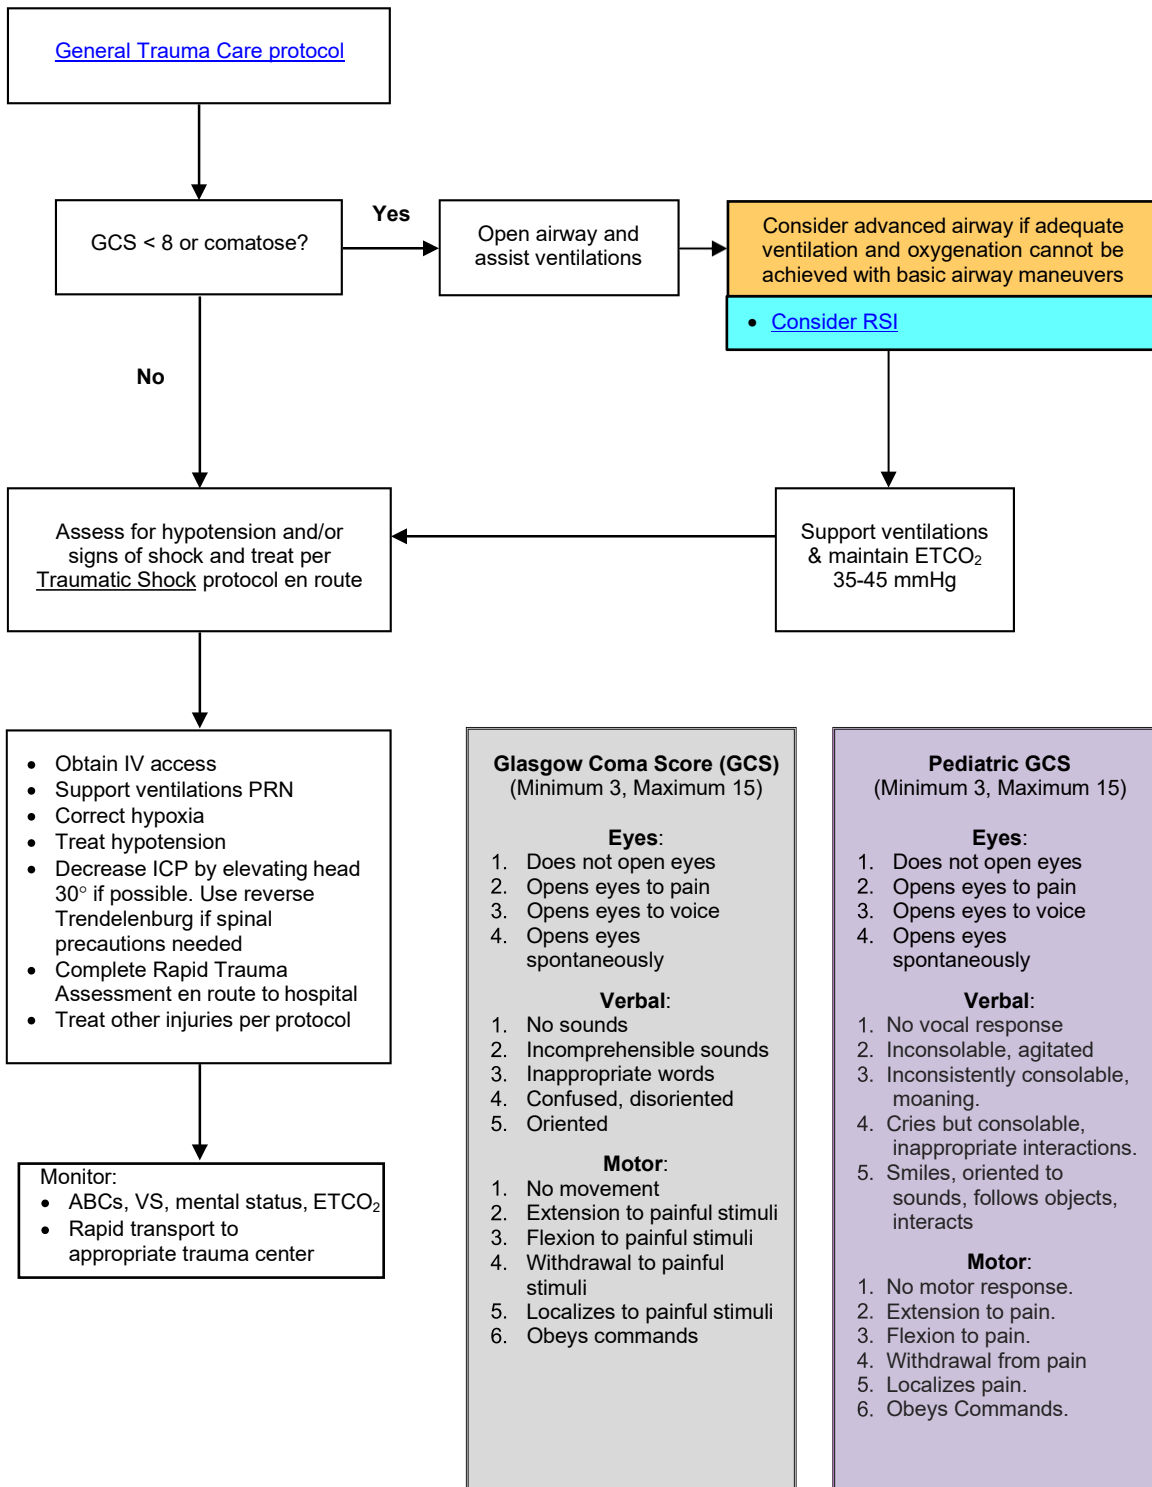 General Trauma Care protocol
GCS < 8 or comatose?
Yes
Open airway and
assist ventilations
Consider advanced airway if adequate
ventilation and oxygenation cannot be
achieved with basic airway maneuvers
• Consider RSI
No
Assess for hypotension and/or
signs of shock and treat per
Traumatic Shock protocol en route
Support ventilations
& maintain ETCO₂
35-45 mmHg
• Obtain IV access
• Support ventilations PRN
• Correct hypoxia
• Treat hypotension
• Decrease ICP by elevating head
30° if possible. Use reverse
Trendelenburg if spinal
precautions needed
• Complete Rapid Trauma
Assessment en route to hospital
• Treat other injuries per protocol
Monitor:
• ABCs, VS, mental status, ETCO₂
• Rapid transport to
appropriate trauma center
Glasgow Coma Score (GCS)
(Minimum 3, Maximum 15)
Eyes:
1. Does not open eyes
2. Opens eyes to pain
3. Opens eyes to voice
4. Opens eyes
spontaneously
Verbal:
1. No sounds
2. Incomprehensible sounds
3. Inappropriate words
4. Confused, disoriented
5. Oriented
Motor:
1. No movement
2. Extension to painful stimuli
3. Flexion to painful stimuli
4. Withdrawal to painful
stimuli
5. Localizes to painful stimuli
6. Obeys commands
Pediatric GCS
(Minimum 3, Maximum 15)
Eyes:
1. Does not open eyes
2. Opens eyes to pain
3. Opens eyes to voice
4. Opens eyes
spontaneously
Verbal:
1. No vocal response
2. Inconsolable, agitated
3. Inconsistently consolable,
moaning.
4. Cries but consolable,
inappropriate interactions.
5. Smiles, oriented to
sounds, follows objects,
interacts
Motor:
1. No motor response.
2. Extension to pain.
3. Flexion to pain.
4. Withdrawal from pain
5. Localizes pain.
6. Obeys Commands.